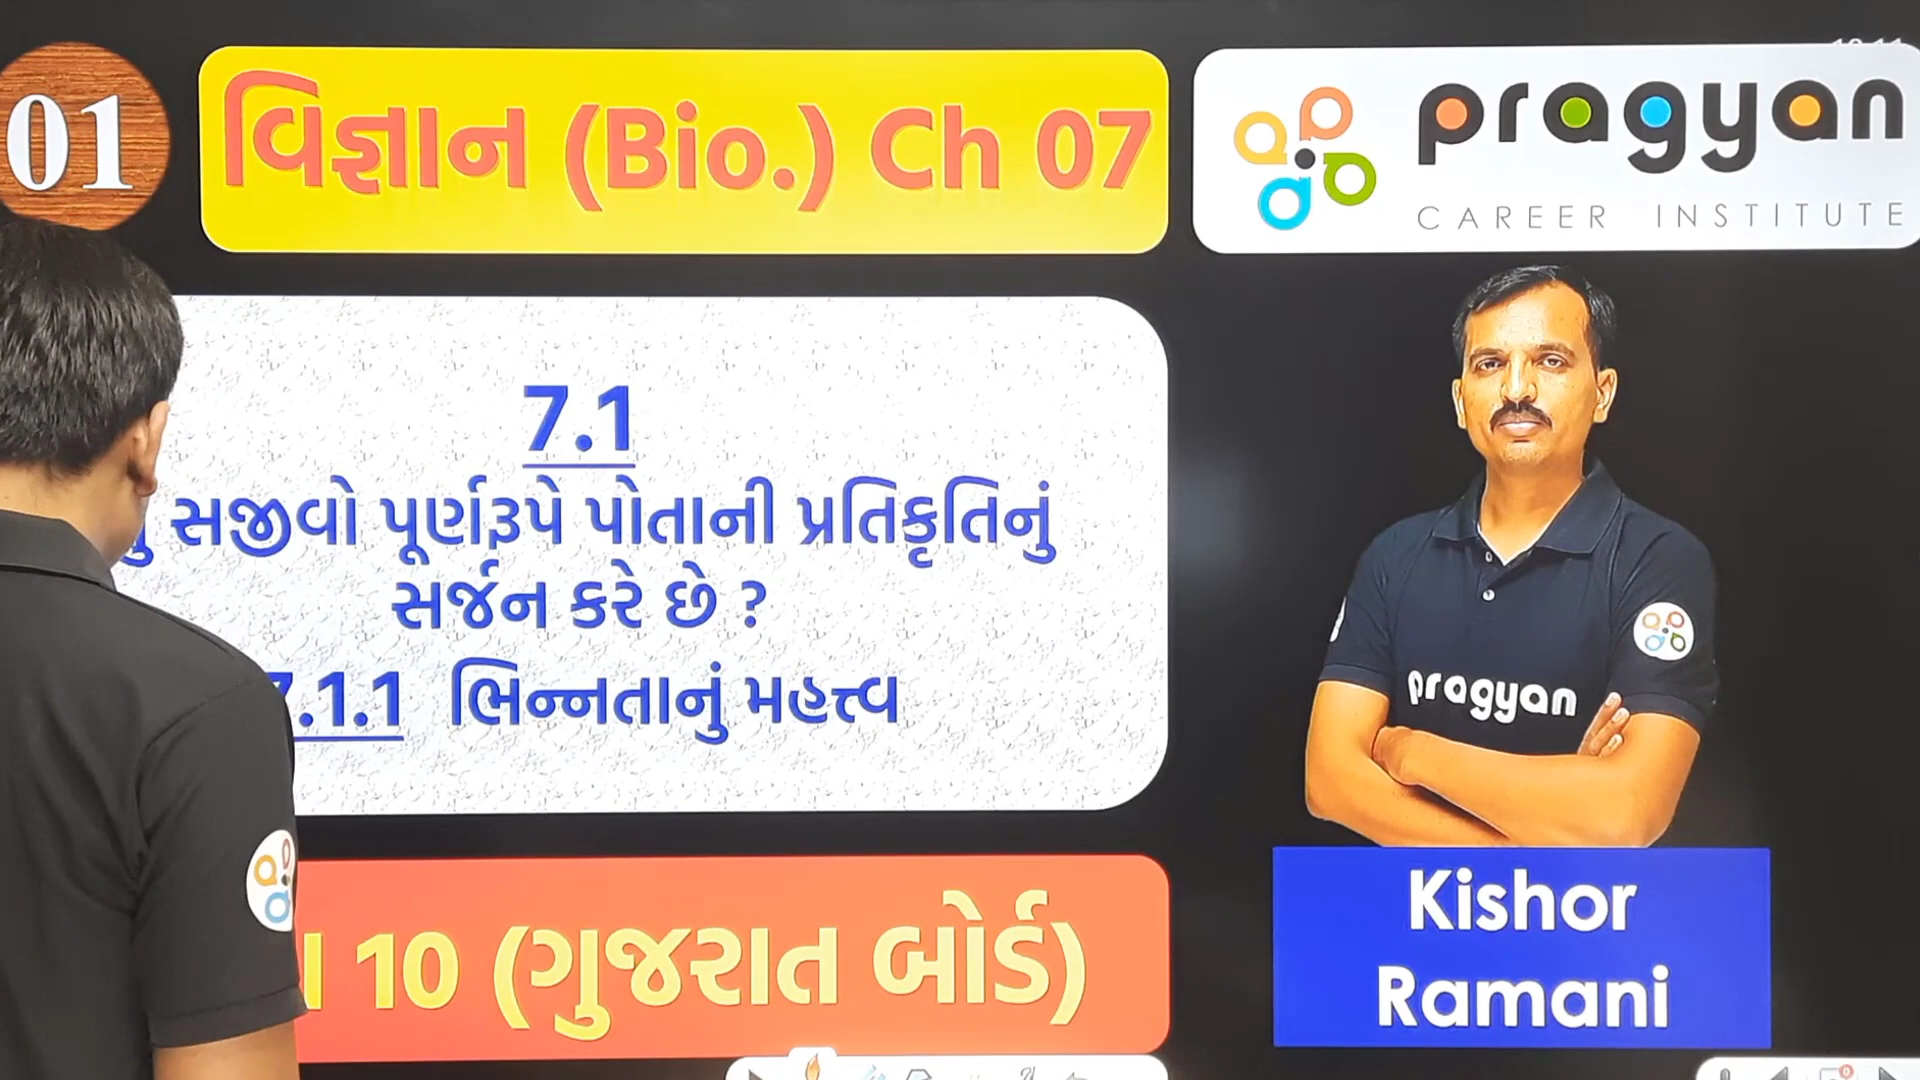 01
વિજ્ઞાન (Bio.) Ch 07
pragyan
CAREER INSTITUTE
7.1
સજીવો પૂર્ણરૂપે પોતાની પ્રતિકૃતિનું
સર્જન કરે છે ?
7.1.1 ભિન્નતાનું મહત્ત્વ
10 (ગુજરાત બોર્ડ)
pragyan
Kishor
Ramani